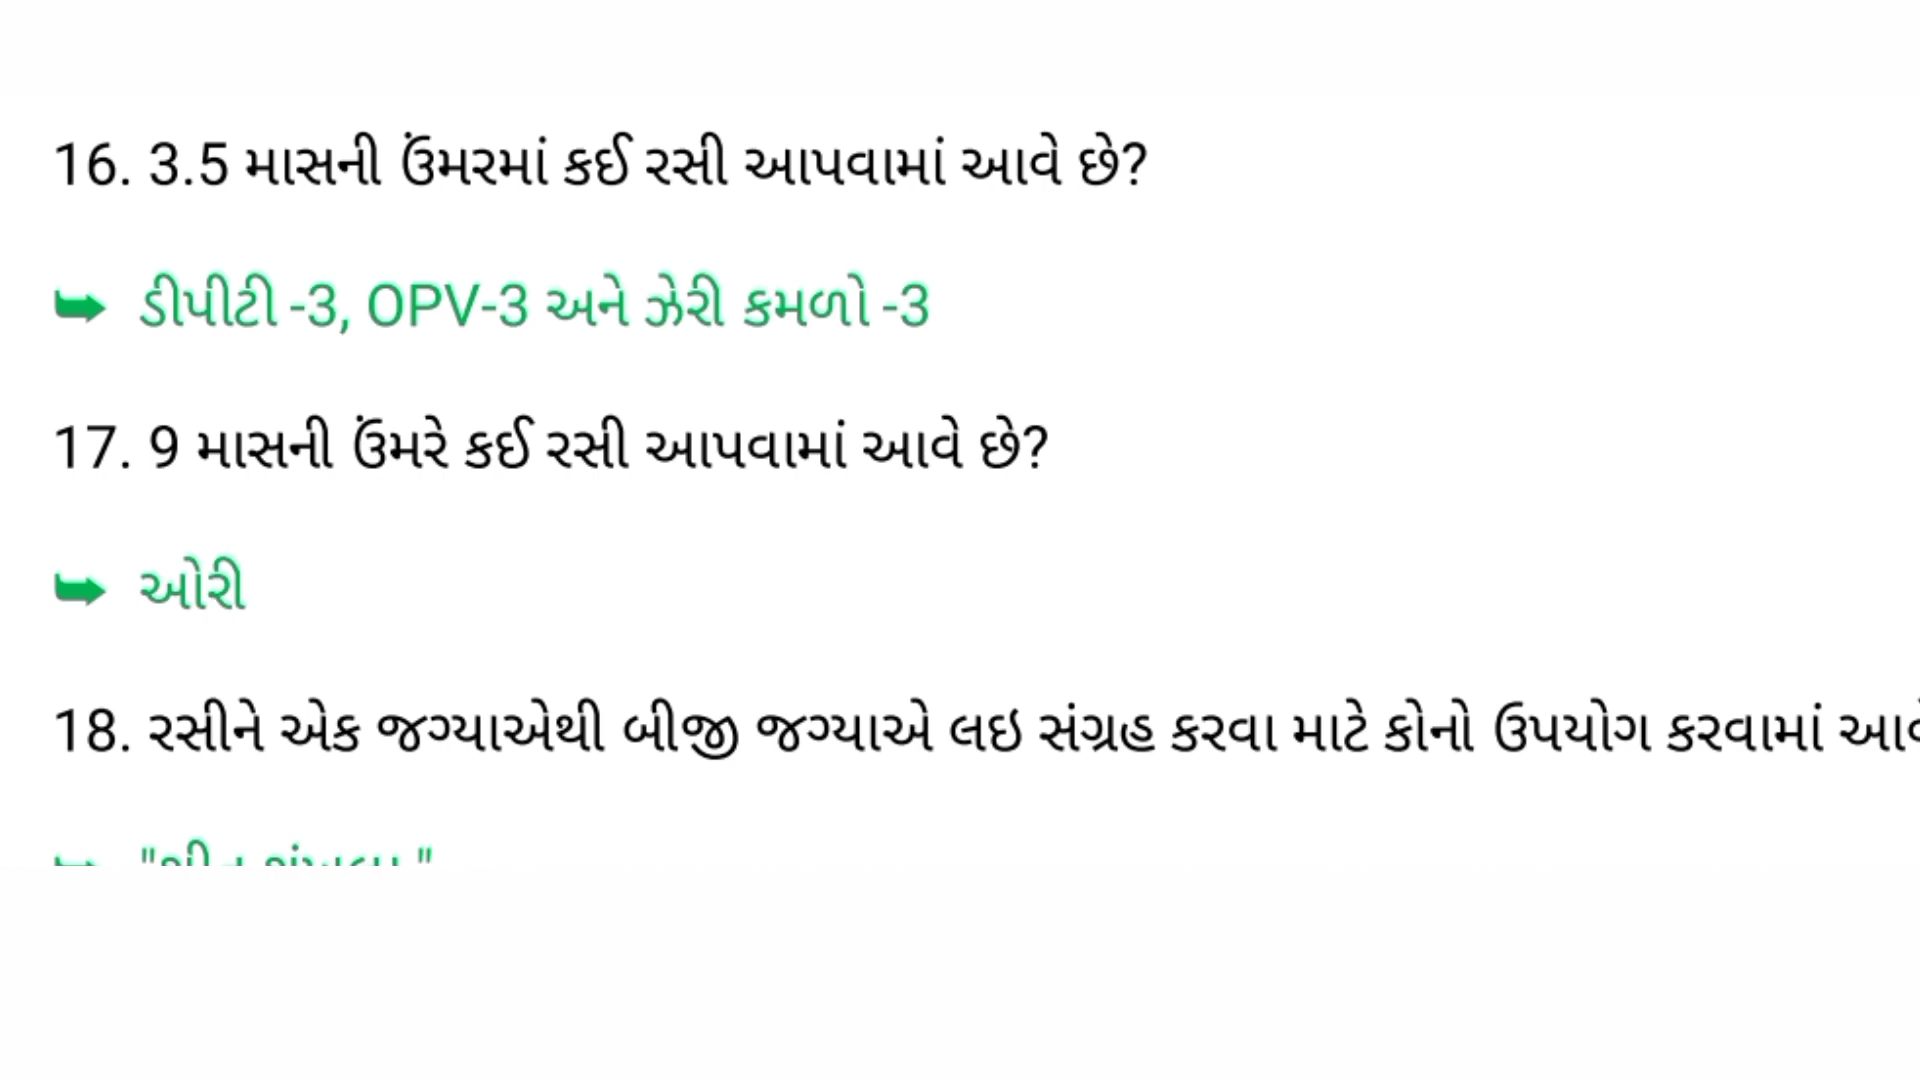 16. 3.5 માસની ઉંમરમાં કઈ રસી આપવામાં આવે છે?
➥ ડીપીટી -3, OPV-3 અને ઝેરી કમળો -3
17. 9 માસની ઉંમરે કઈ રસી આપવામાં આવે છે?
➥ ઓરી
18. રસીને એક જગ્યાએથી બીજી જગ્યાએ લઇ સંગ્રહ કરવા માટે કોનો ઉપયોગ કરવામાં